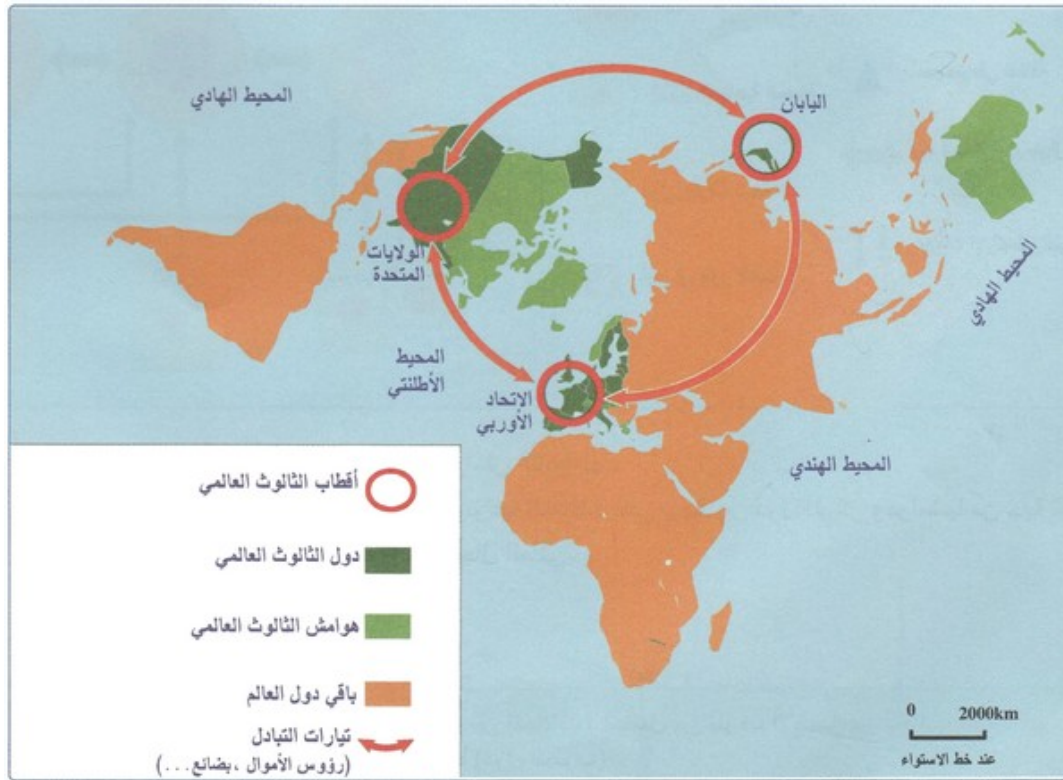 المحيط الهادي
اليابان
الولايات
المتحدة
المحيط الهادي
المحيط
الأطلنتي
الإتحاد
الأوربي
المحيط الهندي
أقطاب الثالوث العالمي
دول الثالوث العالمي
هوامش الثالوث العالمي
باقي دول العالم
تيارات التبادل
(رؤوس الأموال ،بضائع...)
0 2000km
عند خط الاستواء